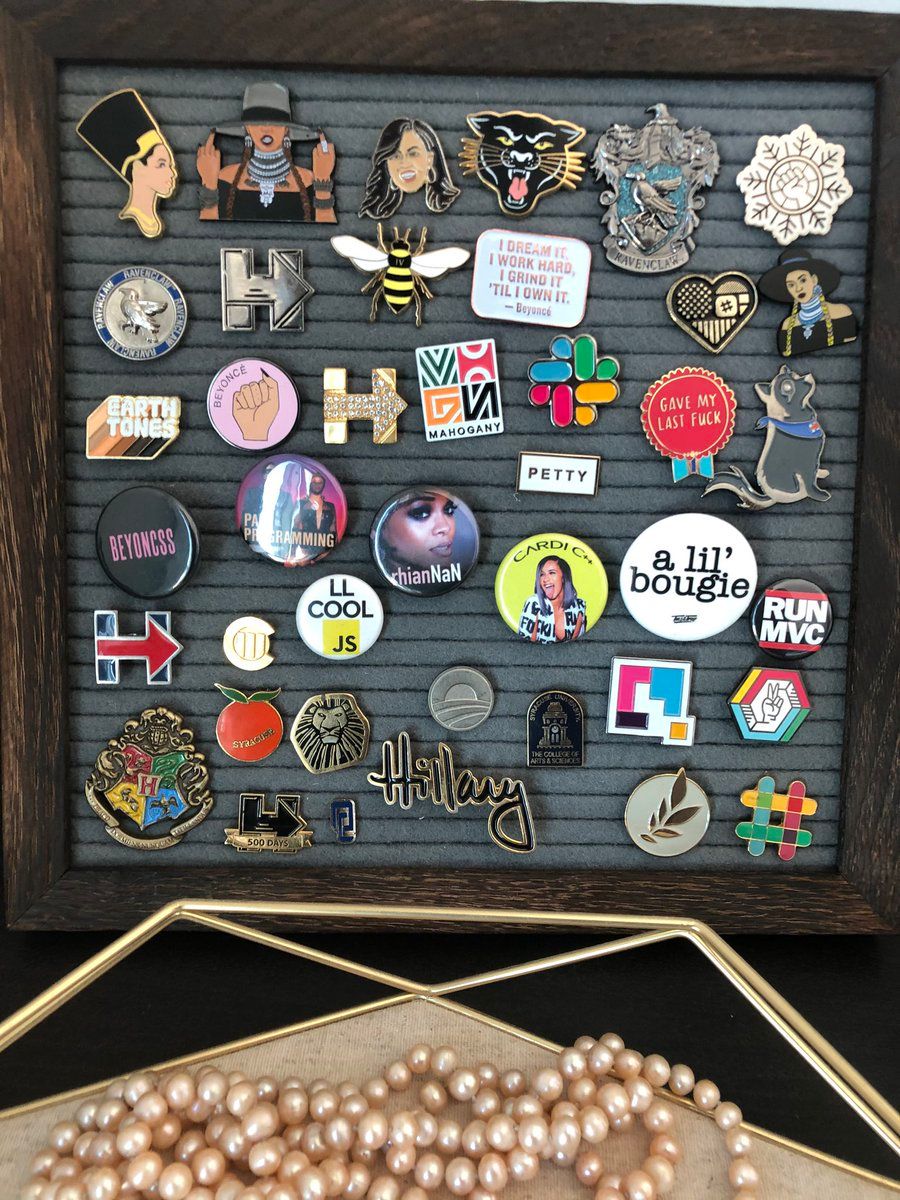 RAVENCLAW
RAVENCLAW
RAVENCLAW
IV
I DREAM IT,
I WORK HARD,
I GRIND IT
'TIL I OWN IT.
— Beyoncé
EARTH
TONES
BEYONCÉ
MAHOGANY
GAVE MY
LAST FUCK
PETTY
BEYONCSS
PROGRAMMING
rhianNaN
CARDI C++
a lil'
bougie
LL
COOL
JS
RUN
MVC
SYRACUSE
SYRACUSE UNIVERSITY
THE COLLEGE OF
ARTS & SCIENCES
H
Hillary
500 DAYS